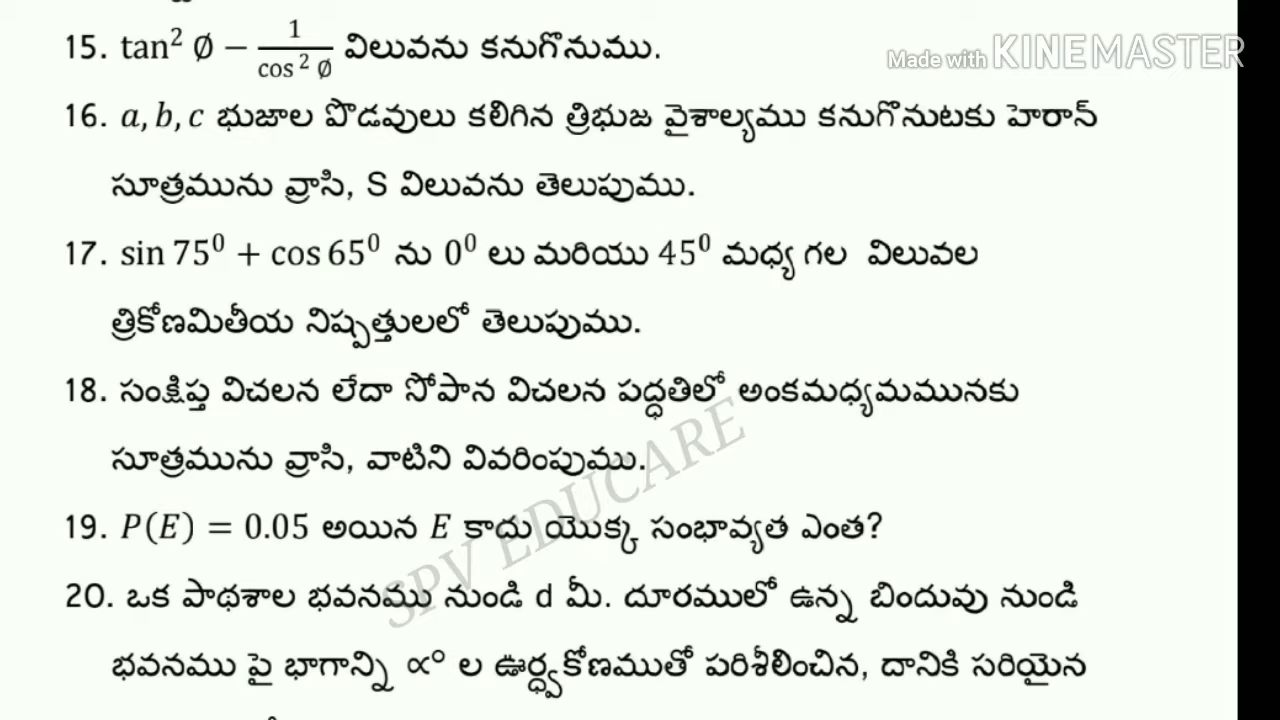 15. tan² ∅ − 1/cos² ∅ విలువను కనుగొనుము.
Made with KINEMASTER
16. a, b, c భుజాల పొడవులు కలిగిన త్రిభుజ వైశాల్యము కనుగొనుటకు హెరాన్
సూత్రమును వ్రాసి, S విలువను తెలుపుము.
17. sin 75⁰ + cos 65⁰ ను 0⁰ లు మరియు 45⁰ మధ్య గల విలువల
త్రికోణమితీయ నిష్పత్తులలో తెలుపుము.
18. సంక్షిప్త విచలన లేదా సోపాన విచలన పద్ధతిలో అంకమధ్యమమునకు
సూత్రమును వ్రాసి, వాటిని వివరింపుము.
SPV EDUCARE
19. P(E) = 0.05 అయిన E కాదు యొక్క సంభావ్యత ఎంత?
20. ఒక పాఠశాల భవనము నుండి d మీ. దూరములో ఉన్న బిందువు నుండి
భవనము పై భాగాన్ని ∝° ల ఊర్ధ్వకోణముతో పరిశీలించిన, దానికి సరియైన